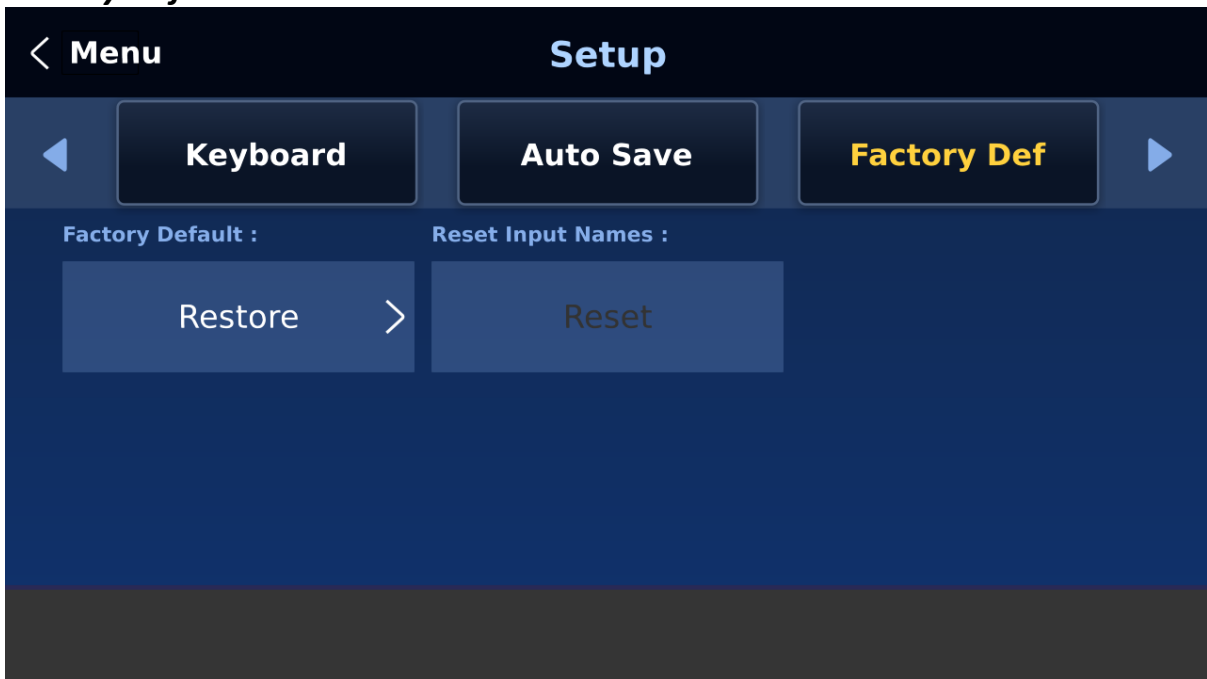 Menu
Setup
Keyboard
Auto Save
Factory Def
Factory Default :
Reset Input Names :
Restore
Reset